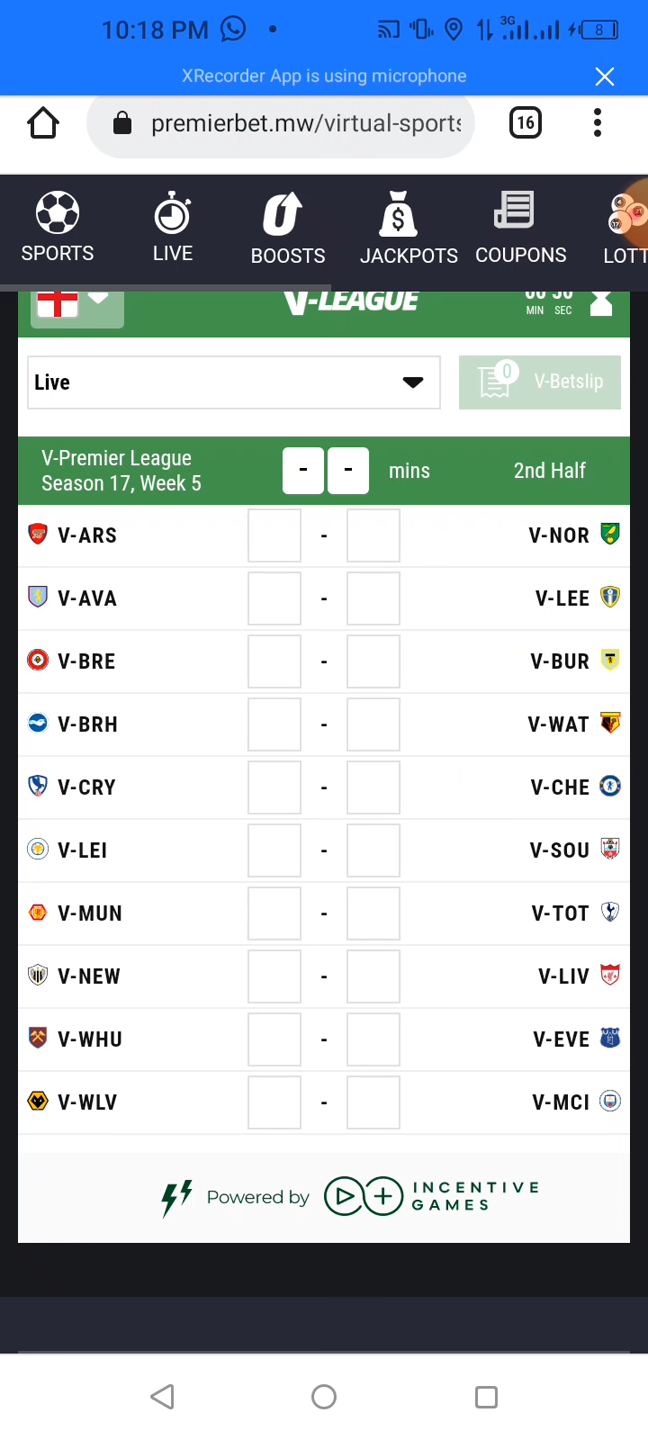 10:18 PM
3G
8
XRecorder App is using microphone
premierbet.mw/virtual-sports
16
SPORTS
LIVE
BOOSTS
JACKPOTS
COUPONS
LOTT
V-LEAGUE
MIN SEC
Live
0
V-Betslip
V-Premier League
Season 17, Week 5
- - mins
2nd Half
V-ARS - V-NOR
V-AVA - V-LEE
V-BRE - V-BUR
V-BRH - V-WAT
V-CRY - V-CHE
V-LEI - V-SOU
V-MUN - V-TOT
V-NEW - V-LIV
V-WHU - V-EVE
V-WLV - V-MCI
Powered by INCENTIVE
GAMES